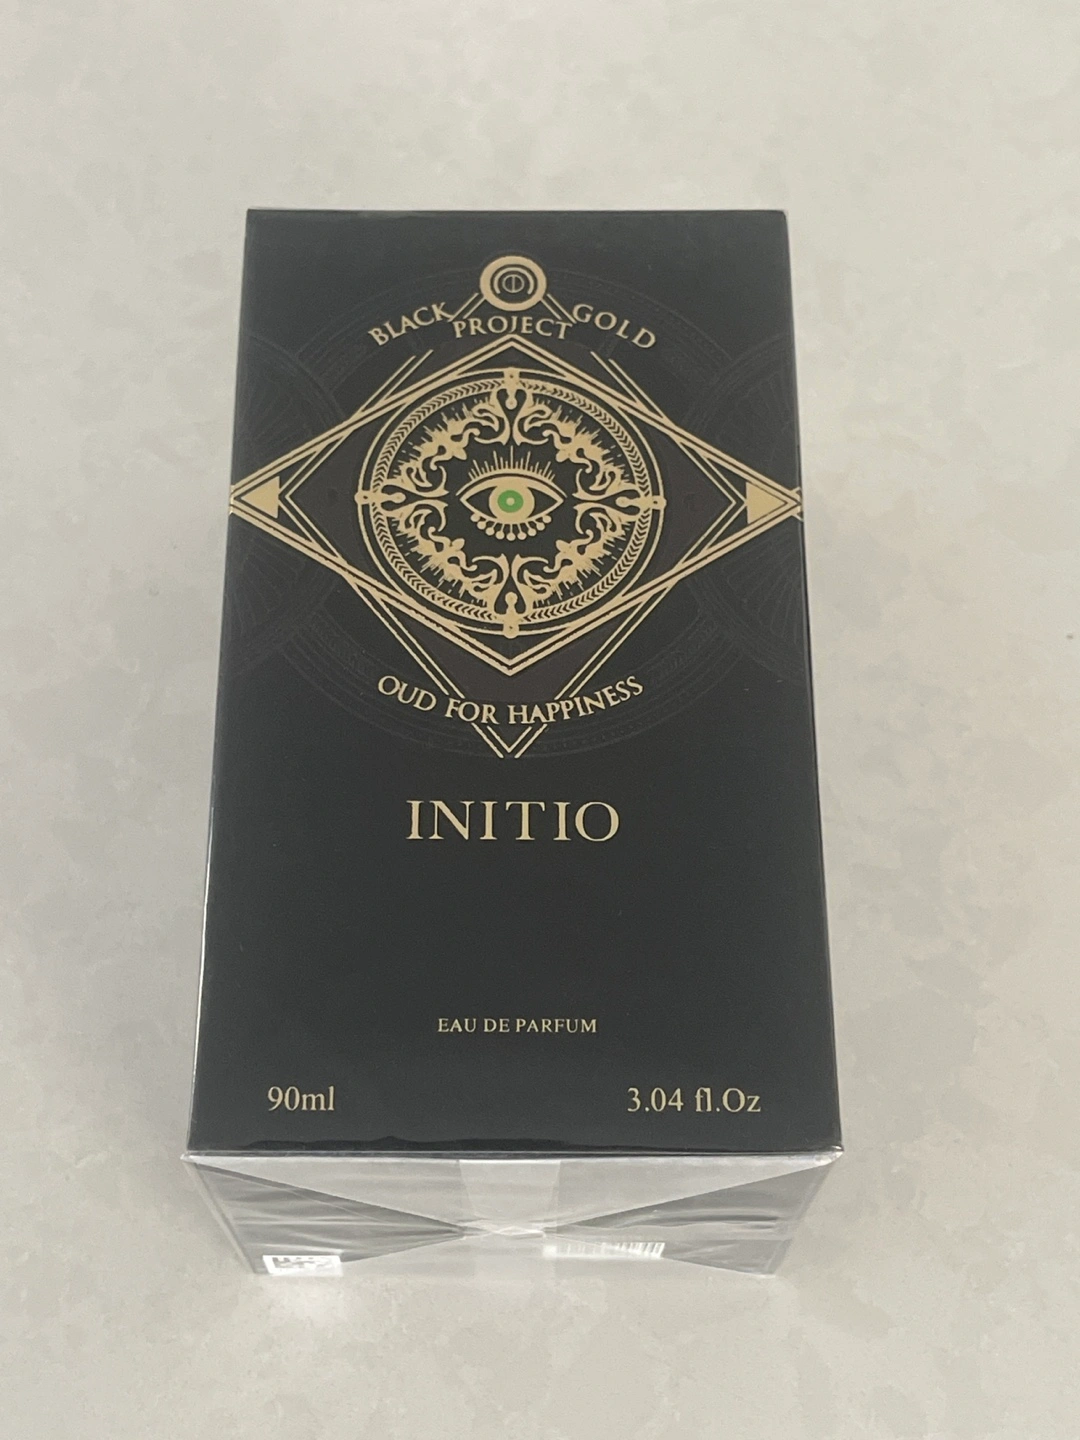 BLACK PROJECT GOLD
OUD FOR HAPPINESS
INITIO
EAU DE PARFUM
90ml 3.04 fl.Oz